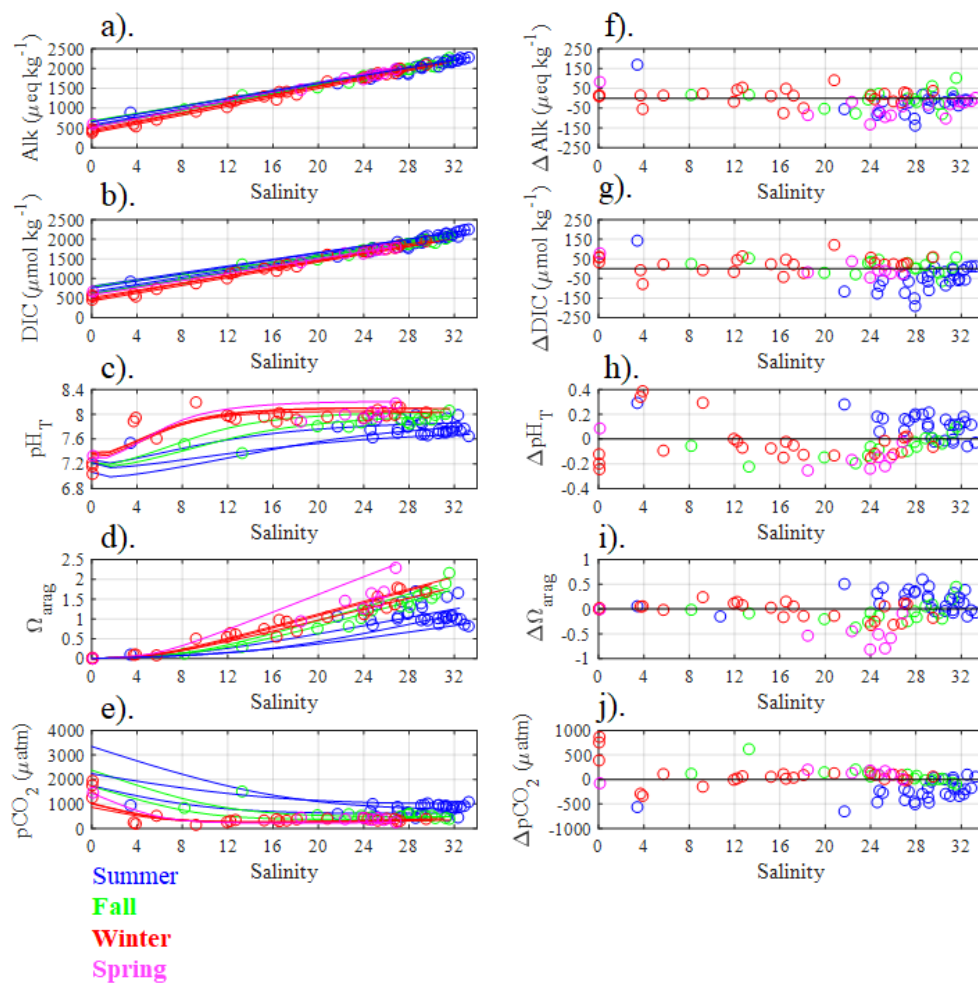 a).
Alk (μeq kg⁻¹)
2500
2000
1500
1000
500
0
0 4 8 12 16 20 24 28 32
Salinity
b).
DIC (μmol kg⁻¹)
2500
2000
1500
1000
500
0
0 4 8 12 16 20 24 28 32
Salinity
c).
pH_T
8.4
8
7.6
7.2
6.8
0 4 8 12 16 20 24 28 32
Salinity
d).
Ω_arag
2.5
2
1.5
1
0.5
0
0 4 8 12 16 20 24 28 32
Salinity
e).
pCO₂ (μatm)
4000
3000
2000
1000
0
0 4 8 12 16 20 24 28 32
Salinity
Summer
Fall
Winter
Spring
f).
Δ Alk (μeq kg⁻¹)
250
150
50
-50
-150
-250
0 4 8 12 16 20 24 28 32
Salinity
g).
ΔDIC (μmol kg⁻¹)
250
150
50
-50
-150
-250
0 4 8 12 16 20 24 28 32
Salinity
h).
ΔpH_T
0.4
0.2
0
-0.2
-0.4
0 4 8 12 16 20 24 28 32
Salinity
i).
ΔΩ_arag
1
0.5
0
-0.5
-1
0 4 8 12 16 20 24 28 32
Salinity
j).
ΔpCO₂ (μatm)
1000
500
0
-500
-1000
0 4 8 12 16 20 24 28 32
Salinity